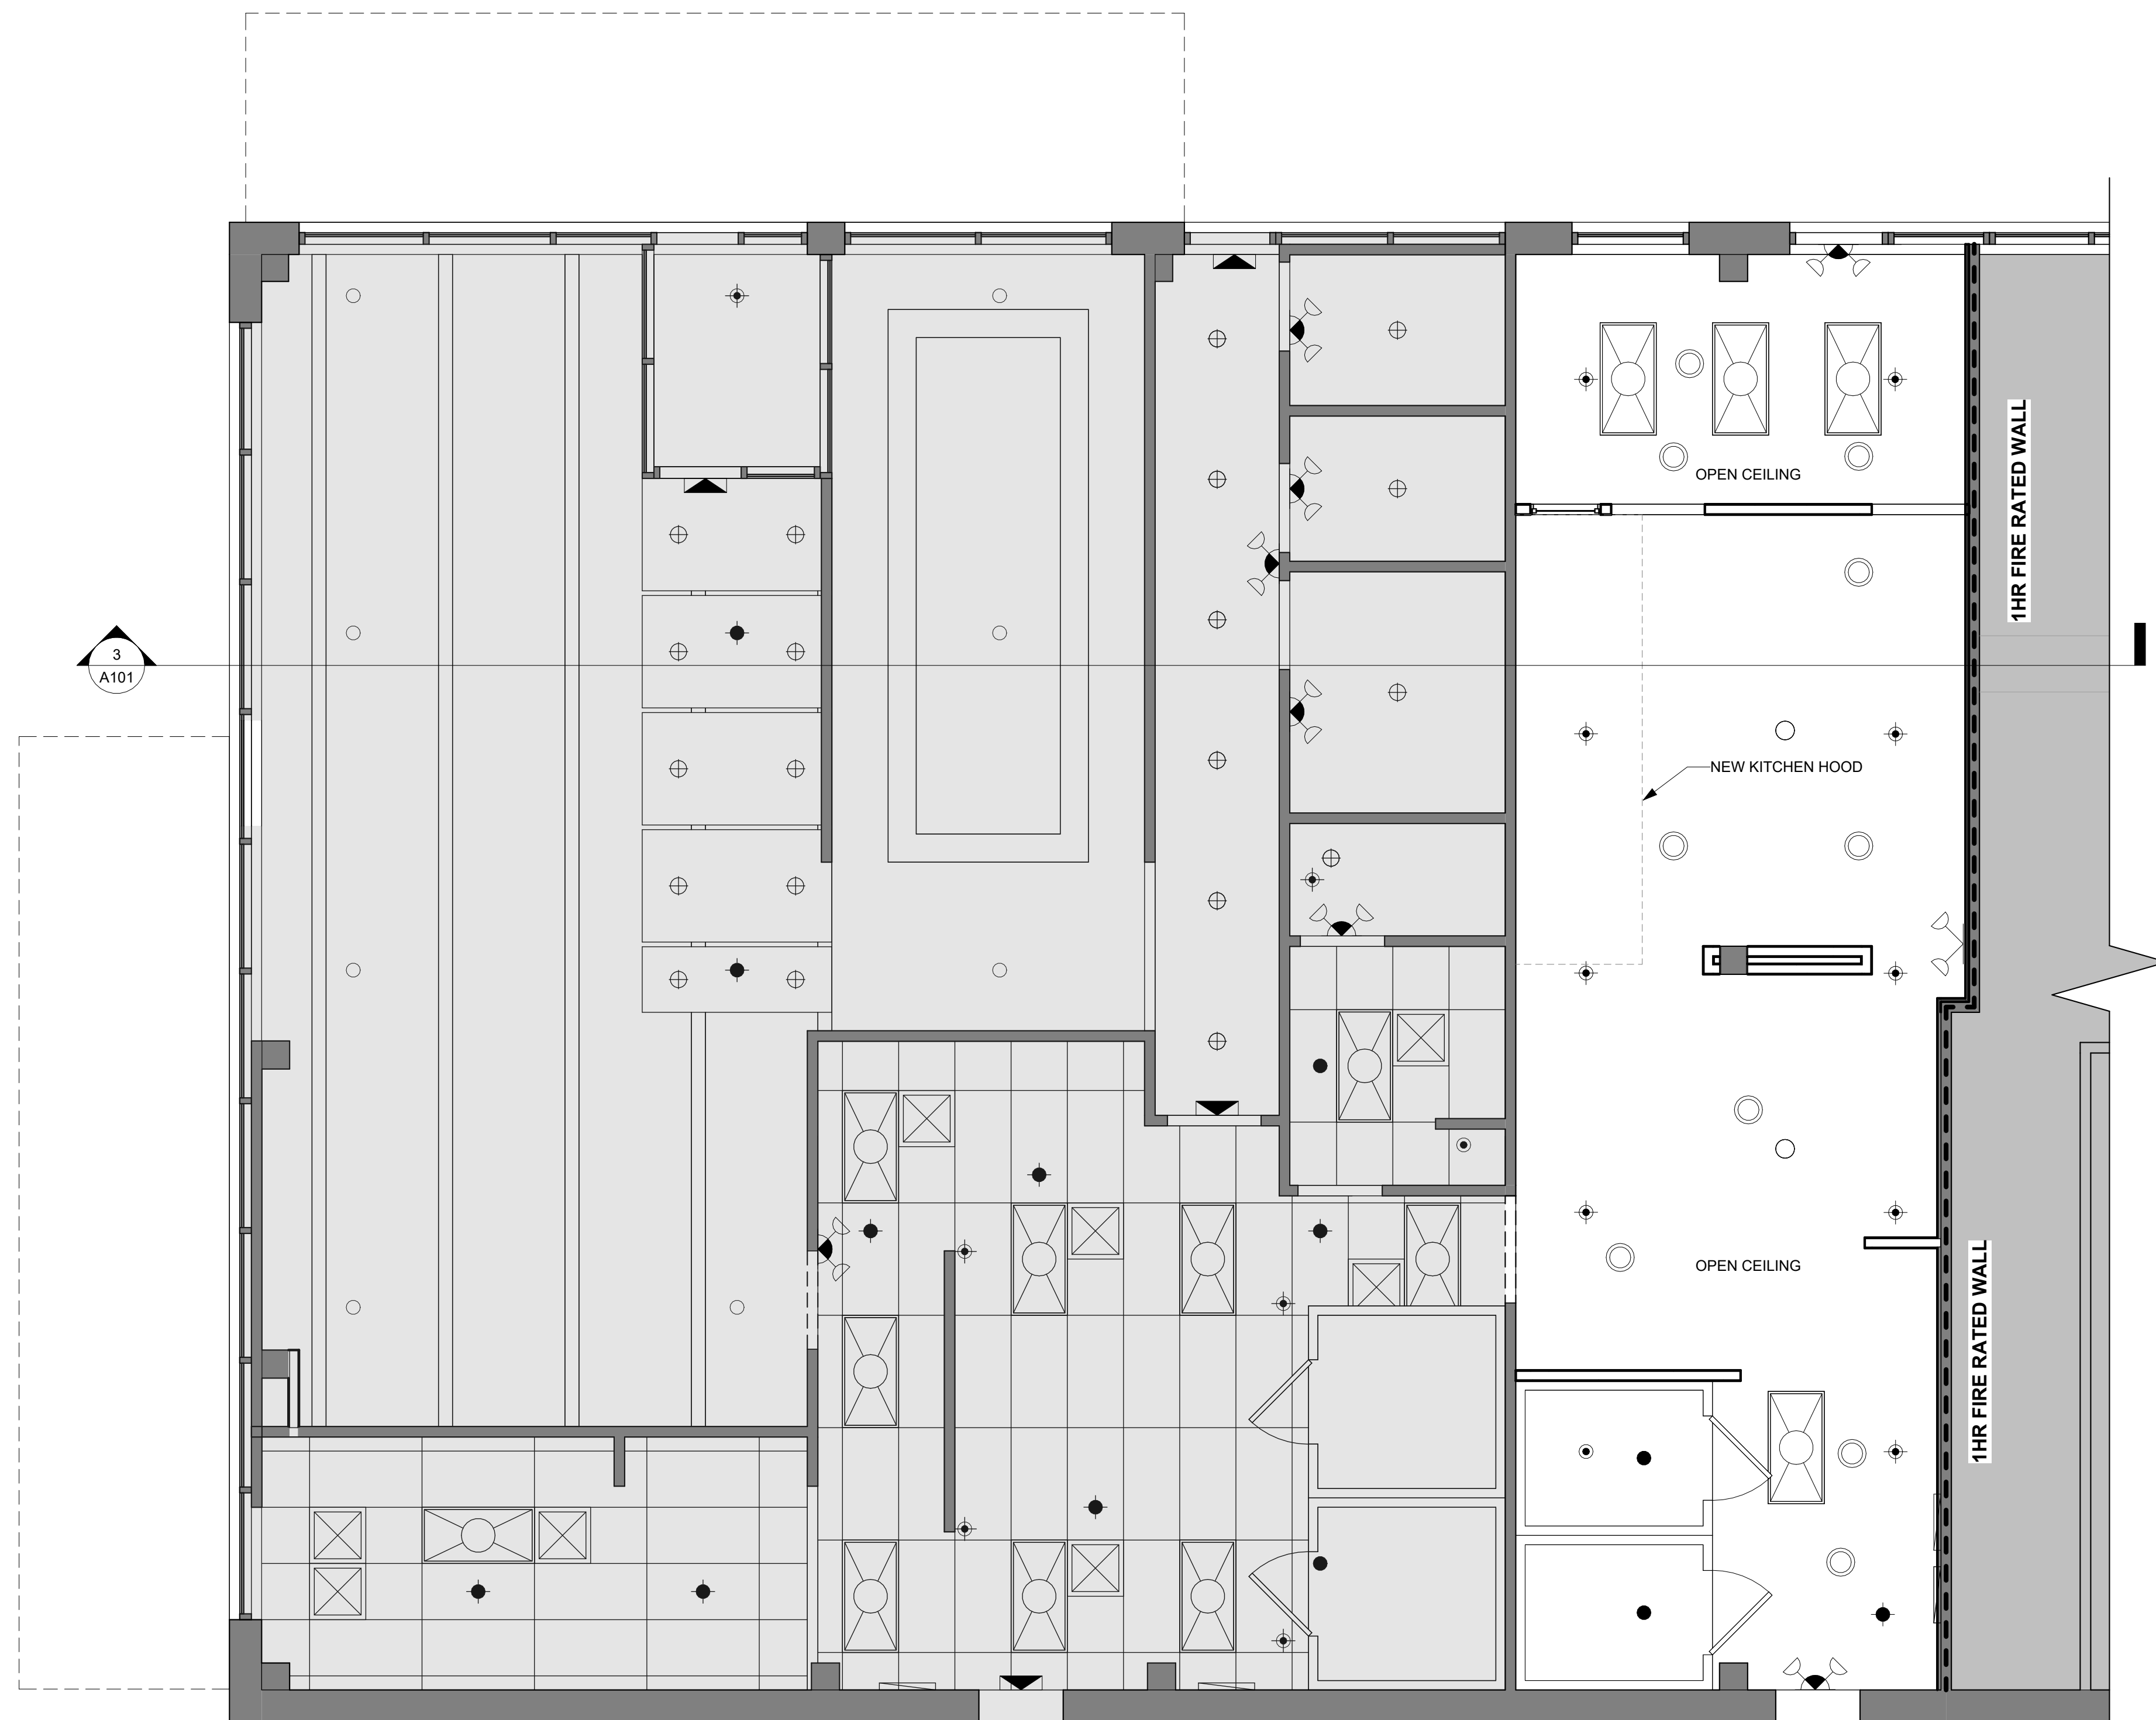 OPEN CEILING
1HR FIRE RATED WALL
3
A101
NEW KITCHEN HOOD
OPEN CEILING
1HR FIRE RATED WALL